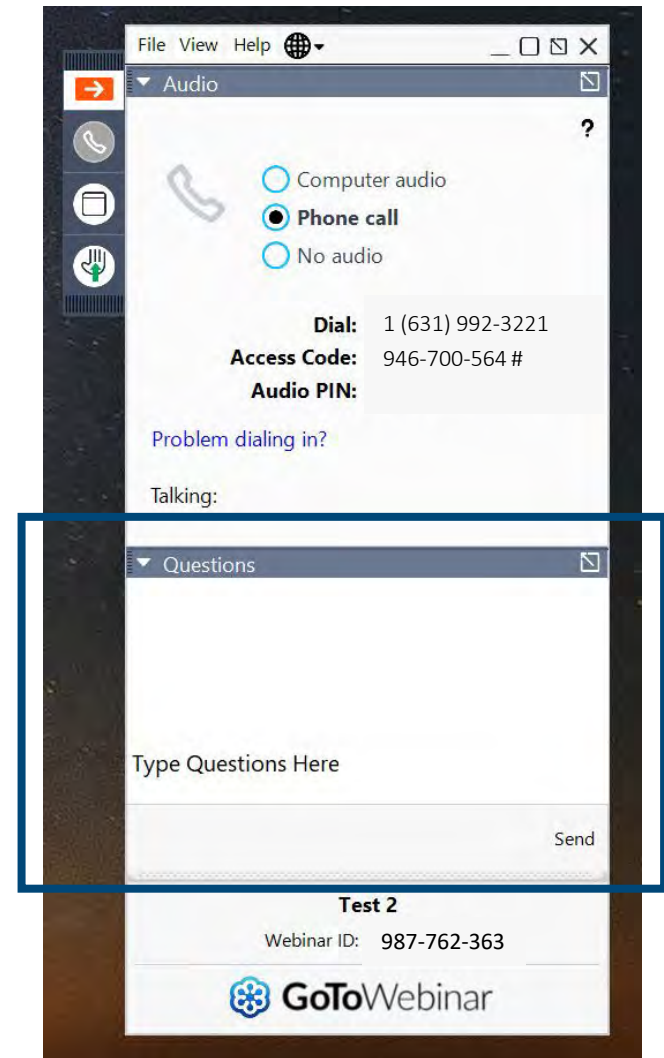 File View Help
Audio
?
Computer audio
Phone call
No audio
Dial: 1 (631) 992-3221
Access Code: 946-700-564 #
Audio PIN:
Problem dialing in?
Talking:
Questions
Type Questions Here
Send
Test 2
Webinar ID: 987-762-363
GoToWebinar